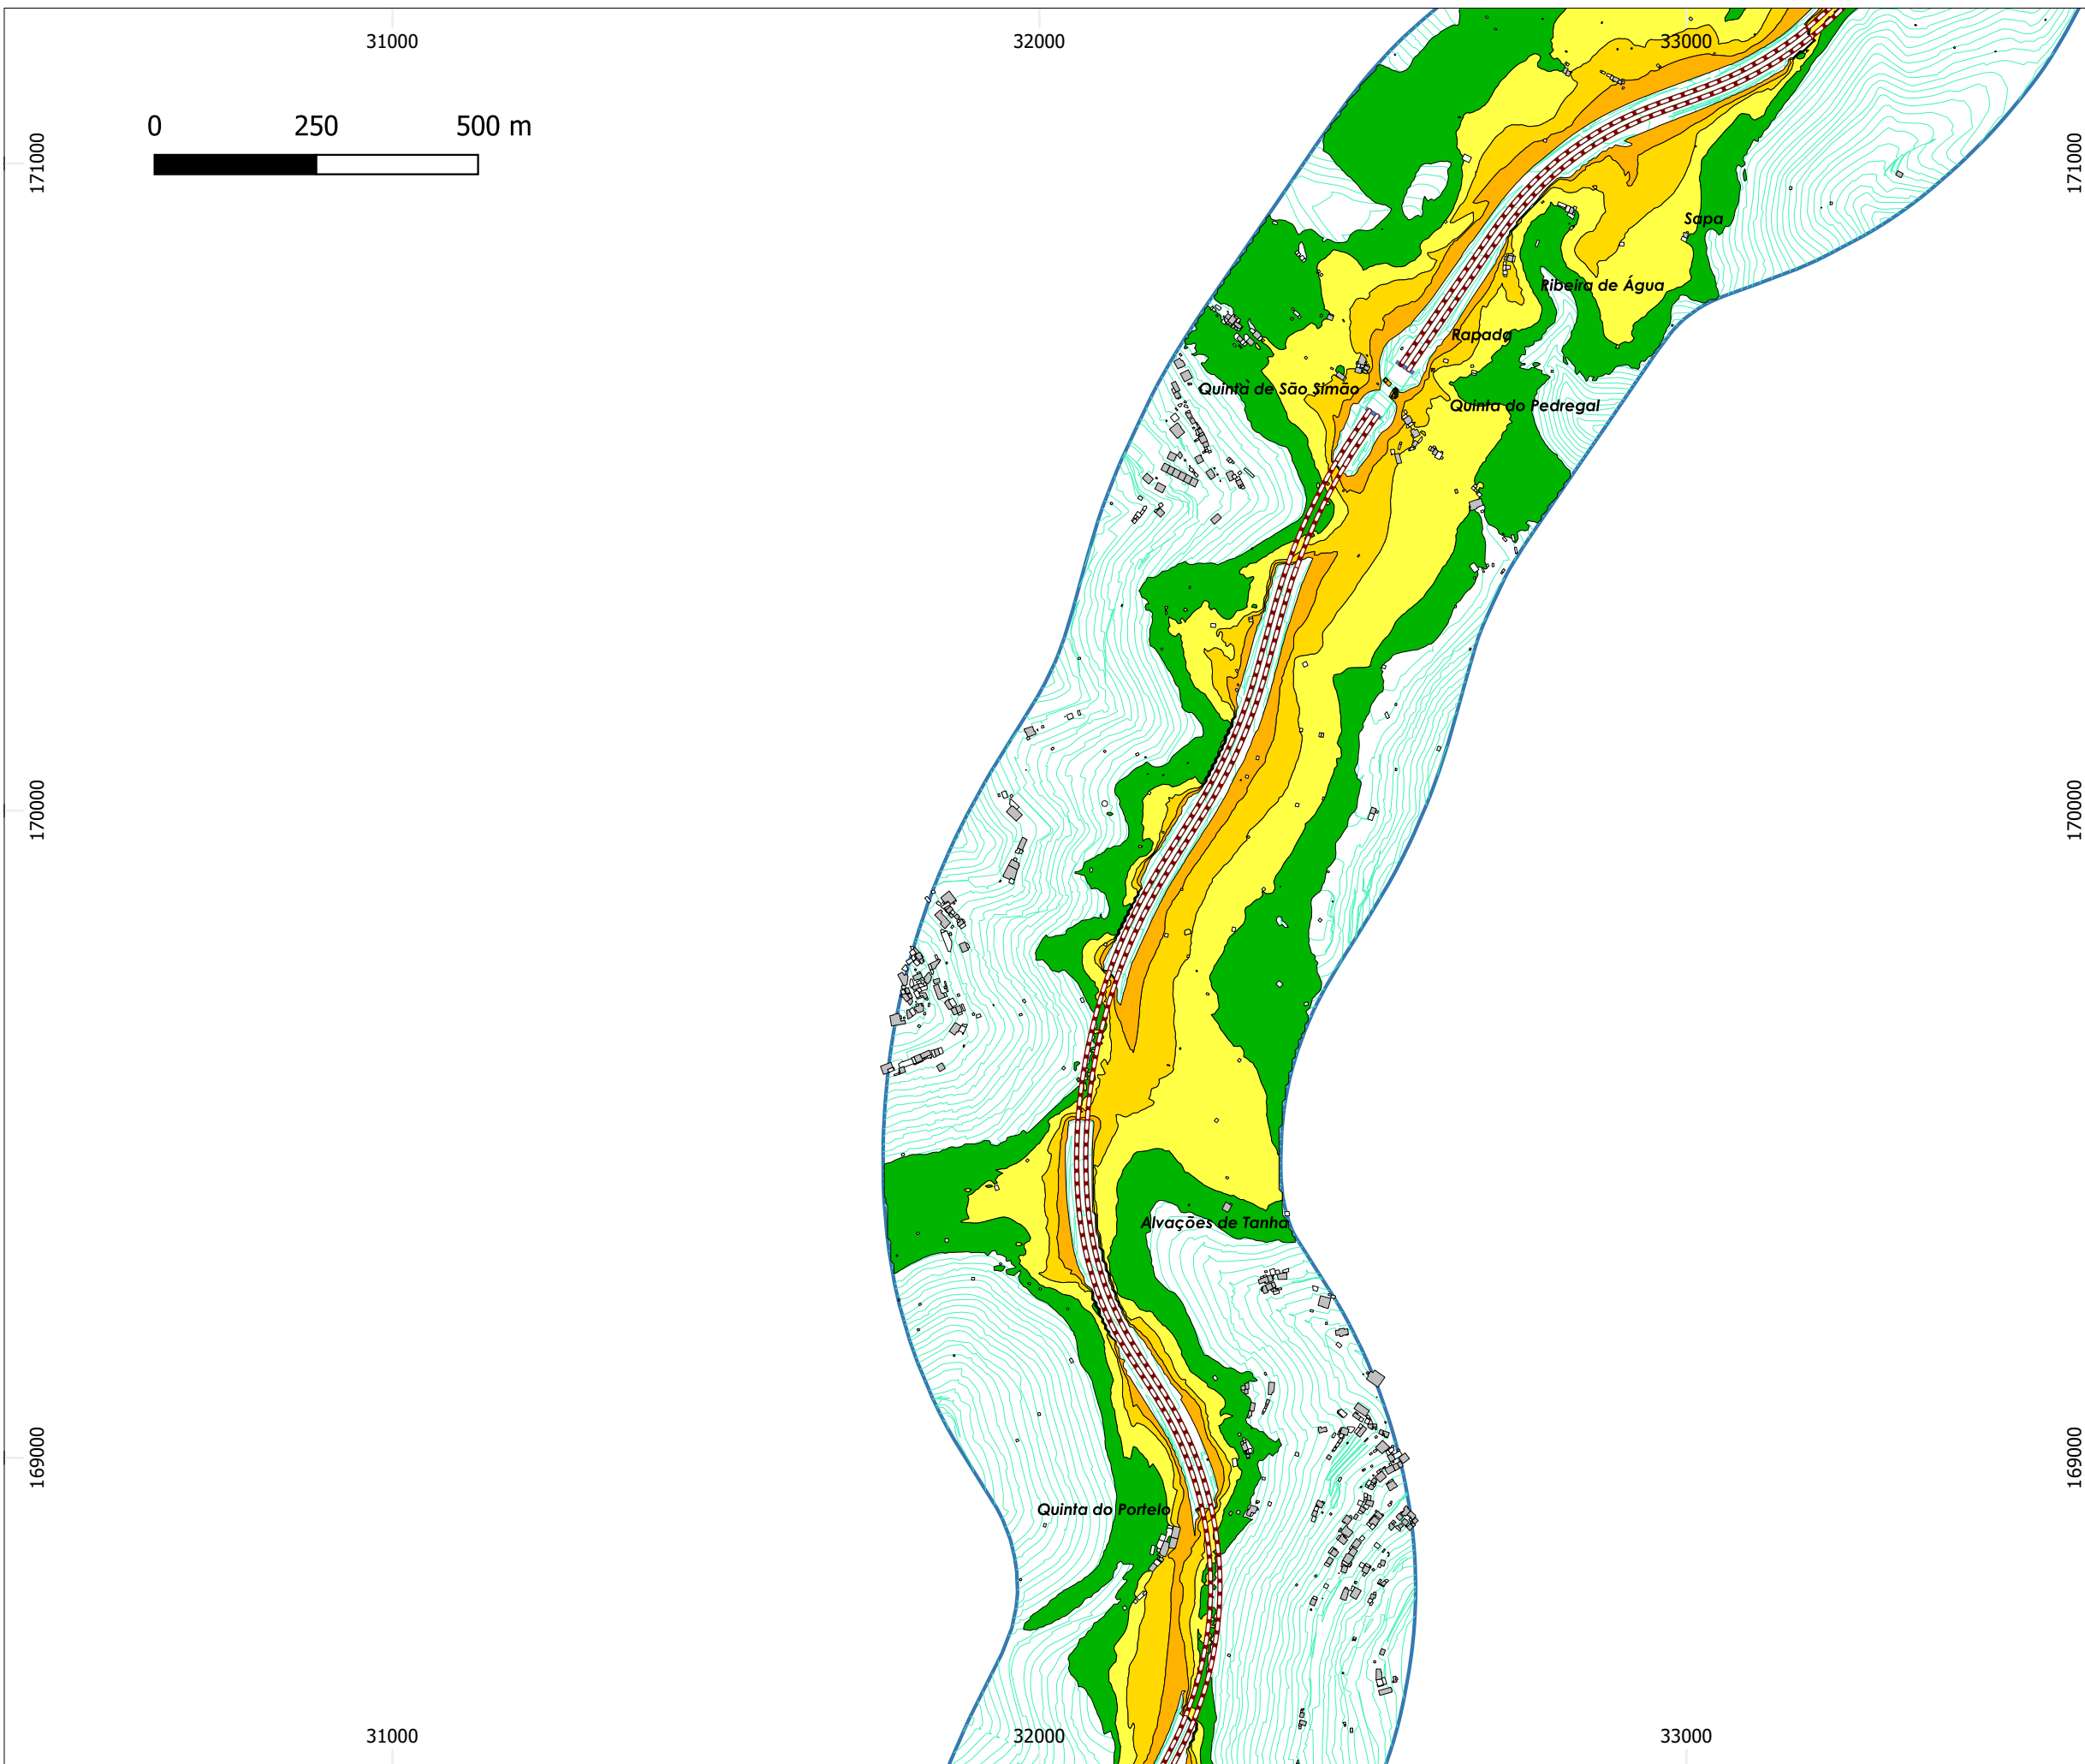 31000
32000
33000
0 250 500 m
171000
171000
Sapa
Ribeira de Água
Rapada
Quinta de São Simão
Quinta do Pedregal
170000
170000
Alvações de Tanha
169000
169000
Quinta do Portelo
31000
32000
33000